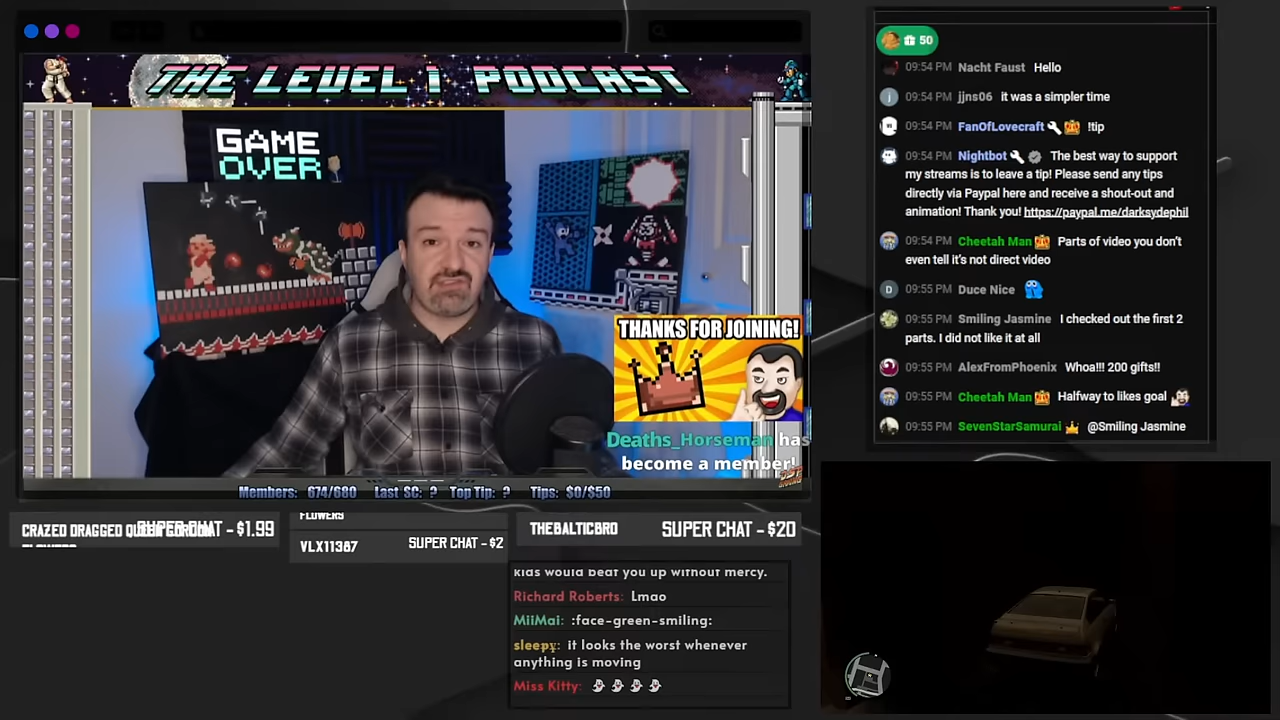 THE LEVEL 1 PODCAST
GAME
OVER
THANKS FOR JOINING!
Deaths_Horseman has
become a member!
Members: 674/680 Last SC: ? Top Tip: ? Tips: $0/$50
CRAZED DRAGGED
SUPER CHAT - $1.99
FLOWERS
FLOWERS
VLX11387 SUPER CHAT - $2
THEBALTICBRO SUPER CHAT - $20
kids would beat you up without mercy.
Richard Roberts: Lmao
MiiMai: :face-green-smiling:
sleepy: it looks the worst whenever
anything is moving
Miss Kitty:
50
09:54 PM Nacht Faust Hello
09:54 PM jjns06 it was a simpler time
09:54 PM FanOfLovecraft !tip
09:54 PM Nightbot The best way to support
my streams is to leave a tip! Please send any tips
directly via Paypal here and receive a shout-out and
animation! Thank you! https://paypal.me/darksydephil
09:54 PM Cheetah Man Parts of video you don't
even tell it's not direct video
09:55 PM Duce Nice
09:55 PM Smiling Jasmine I checked out the first 2
parts. I did not like it at all
09:55 PM AlexFromPhoenix Whoa!!! 200 gifts!!
09:55 PM Cheetah Man Halfway to likes goal
09:55 PM SevenStarSamurai @Smiling Jasmine